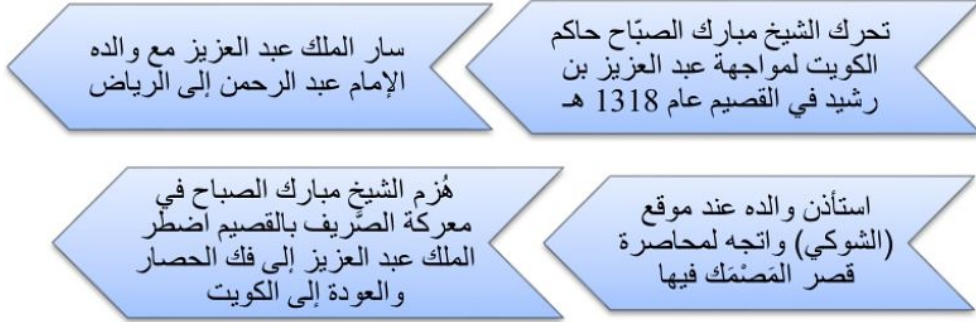 تحرك الشيخ مبارك الصبّاح حاكم
الكويت لمواجهة عبد العزيز بن
رشيد في القصيم عام 1318 هـ
سار الملك عبد العزيز مع والده
الإمام عبد الرحمن إلى الرياض
استأذن والده عند موقع
(الشوكي) واتجه لمحاصرة
قصر المَصْمَك فيها
هُزم الشيخ مبارك الصباح في
معركة الصَّريف بالقصيم اضطر
الملك عبد العزيز إلى فك الحصار
والعودة إلى الكويت